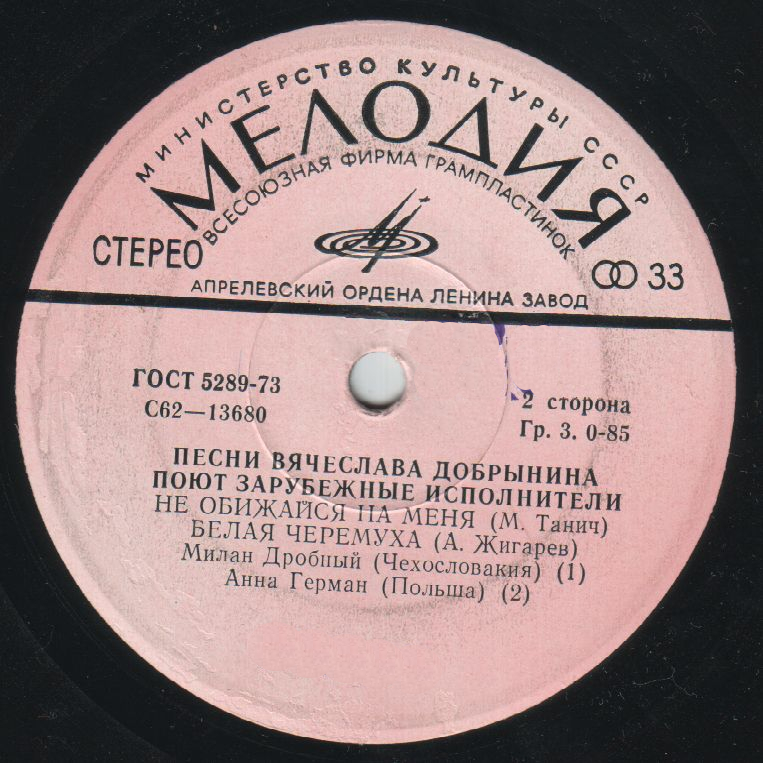 МИНИСТЕРСТВО КУЛЬТУРЫ СССР
МЕЛОДИЯ
ВСЕСОЮЗНАЯ ФИРМА ГРАМПЛАСТИНОК
СТЕРЕО
33
АПРЕЛЕВСКИЙ ОРДЕНА ЛЕНИНА ЗАВОД
ГОСТ 5289-73
С62—13680
2 сторона
Гр. 3. 0-85
ПЕСНИ ВЯЧЕСЛАВА ДОБРЫНИНА
ПОЮТ ЗАРУБЕЖНЫЕ ИСПОЛНИТЕЛИ
НЕ ОБИЖАЙСЯ НА МЕНЯ (М. Танич)
БЕЛАЯ ЧЕРЕМУХА (А. Жигарев)
Милан Дробный (Чехословакия) (1)
Анна Герман (Польша) (2)